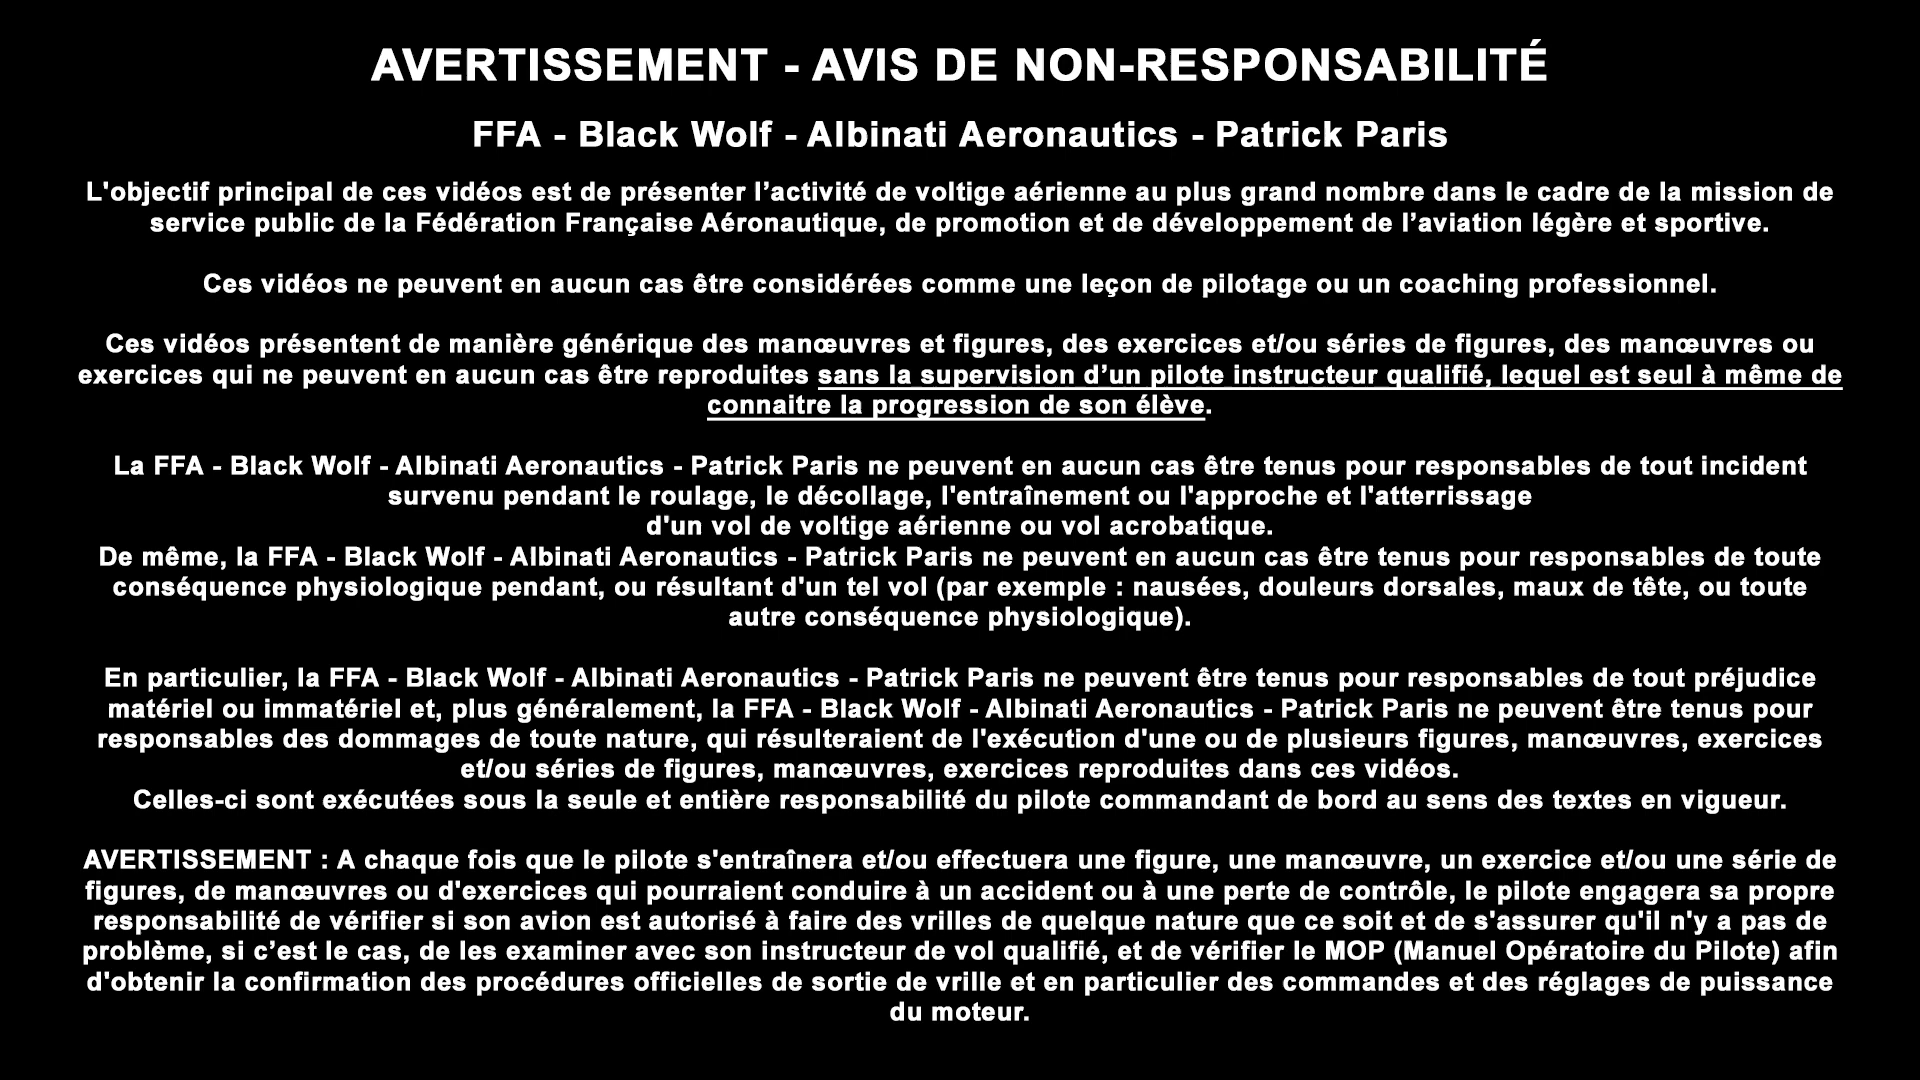 AVERTISSEMENT - AVIS DE NON-RESPONSABILITÉ
FFA - Black Wolf - Albinati Aeronautics - Patrick Paris
L'objectif principal de ces vidéos est de présenter l’activité de voltige aérienne au plus grand nombre dans le cadre de la mission de
service public de la Fédération Française Aéronautique, de promotion et de développement de l’aviation légère et sportive.
Ces vidéos ne peuvent en aucun cas être considérées comme une leçon de pilotage ou un coaching professionnel.
Ces vidéos présentent de manière générique des manœuvres et figures, des exercices et/ou séries de figures, des manœuvres ou
exercices qui ne peuvent en aucun cas être reproduites sans la supervision d’un pilote instructeur qualifié, lequel est seul à même de
connaitre la progression de son élève.
La FFA - Black Wolf - Albinati Aeronautics - Patrick Paris ne peuvent en aucun cas être tenus pour responsables de tout incident
survenu pendant le roulage, le décollage, l'entraînement ou l'approche et l'atterrissage
d'un vol de voltige aérienne ou vol acrobatique.
De même, la FFA - Black Wolf - Albinati Aeronautics - Patrick Paris ne peuvent en aucun cas être tenus pour responsables de toute
conséquence physiologique pendant, ou résultant d'un tel vol (par exemple : nausées, douleurs dorsales, maux de tête, ou toute
autre conséquence physiologique).
En particulier, la FFA - Black Wolf - Albinati Aeronautics - Patrick Paris ne peuvent être tenus pour responsables de tout préjudice
matériel ou immatériel et, plus généralement, la FFA - Black Wolf - Albinati Aeronautics - Patrick Paris ne peuvent être tenus pour
responsables des dommages de toute nature, qui résulteraient de l'exécution d'une ou de plusieurs figures, manœuvres, exercices
et/ou séries de figures, manœuvres, exercices reproduites dans ces vidéos.
Celles-ci sont exécutées sous la seule et entière responsabilité du pilote commandant de bord au sens des textes en vigueur.
AVERTISSEMENT : A chaque fois que le pilote s'entraînera et/ou effectuera une figure, une manœuvre, un exercice et/ou une série de
figures, de manœuvres ou d'exercices qui pourraient conduire à un accident ou à une perte de contrôle, le pilote engagera sa propre
responsabilité de vérifier si son avion est autorisé à faire des vrilles de quelque nature que ce soit et de s'assurer qu'il n'y a pas de
problème, si c’est le cas, de les examiner avec son instructeur de vol qualifié, et de vérifier le MOP (Manuel Opératoire du Pilote) afin
d'obtenir la confirmation des procédures officielles de sortie de vrille et en particulier des commandes et des réglages de puissance
du moteur.